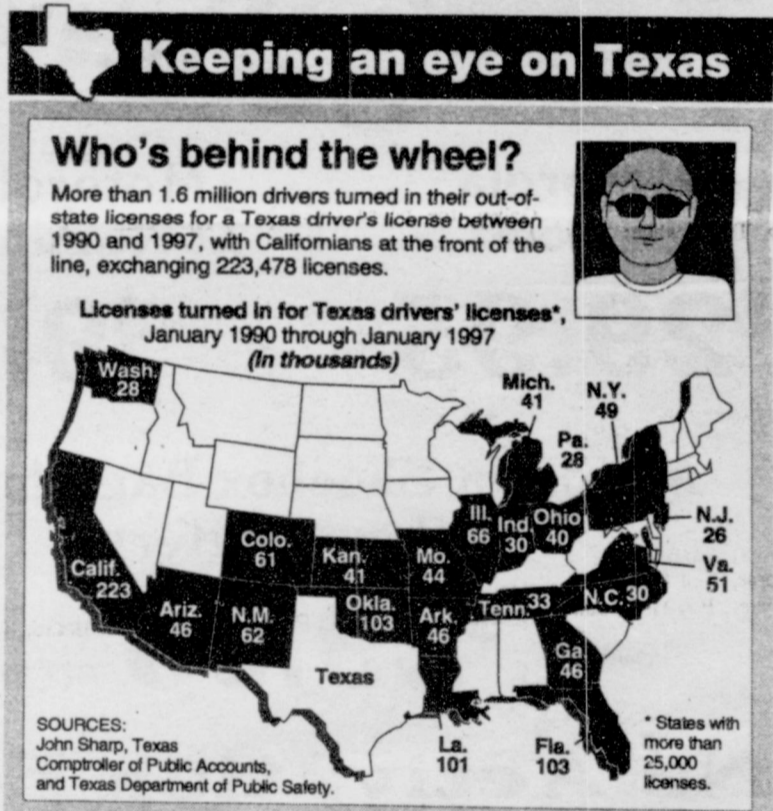 Keeping an eye on Texas
Who's behind the wheel?
More than 1.6 million drivers turned in their out-of-
state licenses for a Texas driver's license between
1990 and 1997, with Californians at the front of the
line, exchanging 223,478 licenses.
Licenses turned in for Texas drivers' licenses*,
January 1990 through January 1997
(In thousands)
Wash.
28
Mich.
41
N.Y.
49
Pa.
28
Ill.
66
Ind.
30
Ohio
40
N.J.
26
Va.
51
Colo.
61
Kan.
41
Mo.
44
Calif.
223
Ariz.
46
N.M.
62
Okla.
103
Ark.
46
Tenn. 33
N.C. 30
Ga
46
Texas
La.
101
Fla.
103
SOURCES:
John Sharp, Texas
Comptroller of Public Accounts,
and Texas Department of Public Safety.
* States with
more than
25,000
licenses.